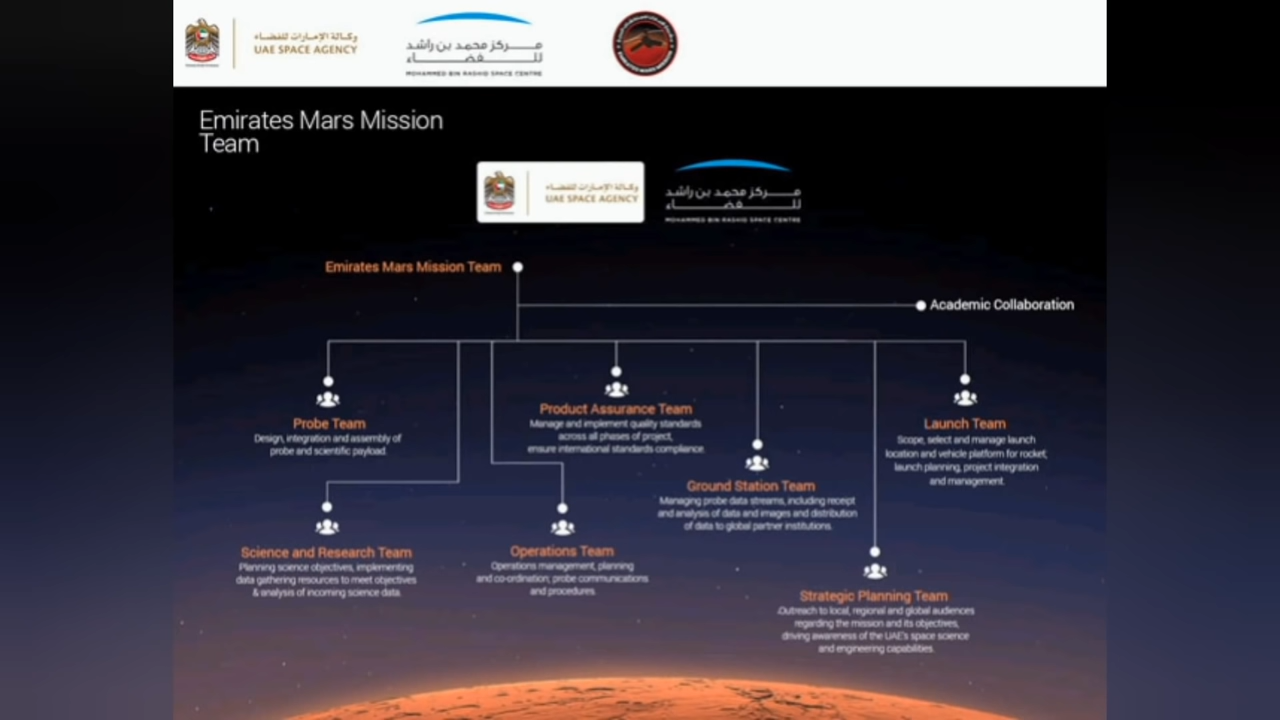 وكالة الإمارات للفضاء
UAE SPACE AGENCY
مركز محمد بن راشد
للفضاء
MOHAMMED BIN RASHID SPACE CENTRE
Emirates Mars Mission
Team
وكالة الإمارات للفضاء
UAE SPACE AGENCY
مركز محمد بن راشد
للفضاء
MOHAMMED BIN RASHID SPACE CENTRE
Emirates Mars Mission Team
Academic Collaboration
Probe Team
Design, integration and assembly of
probe and scientific payload.
Product Assurance Team
Manage and implement quality standards
across all phases of project,
ensure international standards compliance.
Launch Team
Scope, select and manage launch
location and vehicle platform for rocket,
launch planning, project integration
and management.
Ground Station Team
Managing probe data streams, including receipt
and analysis of data and images and distribution
of data to global partner institutions.
Science and Research Team
Planning science objectives, implementing
data gathering resources to meet objectives
& analysis of incoming science data.
Operations Team
Operations management, planning
and co-ordination, probe communications
and procedures.
Strategic Planning Team
Outreach to local, regional and global audiences
regarding the mission and its objectives,
driving awareness of the UAE's space science
and engineering capabilities.